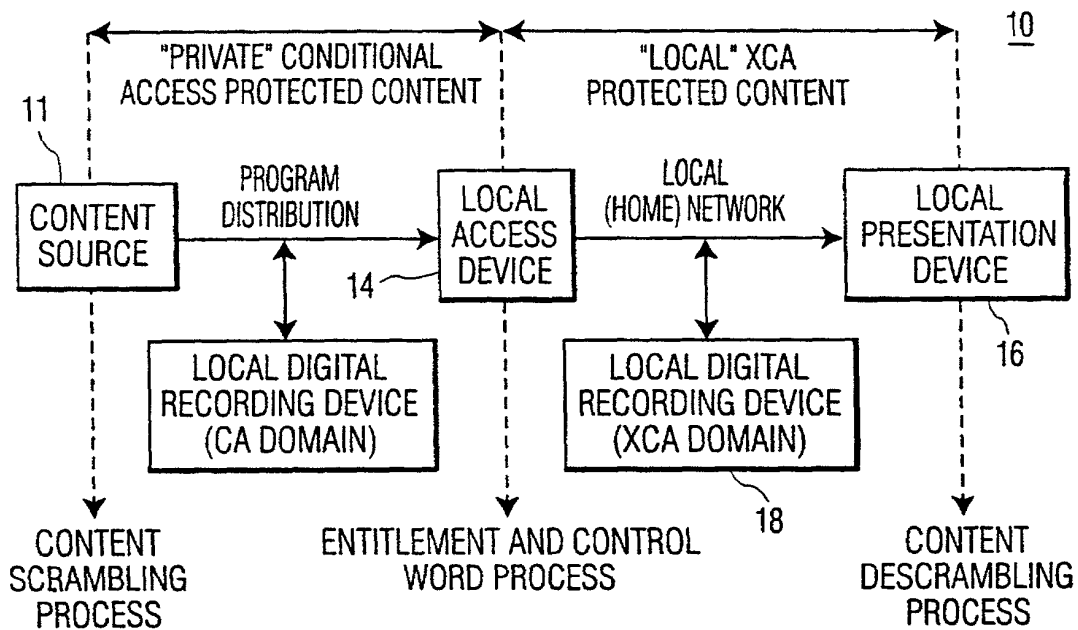 10
"PRIVATE" CONDITIONAL
ACCESS PROTECTED CONTENT
"LOCAL" XCA
PROTECTED CONTENT
11
CONTENT
SOURCE
PROGRAM
DISTRIBUTION
LOCAL
ACCESS
DEVICE
14
LOCAL
(HOME) NETWORK
LOCAL
PRESENTATION
DEVICE
16
LOCAL DIGITAL
RECORDING DEVICE
(CA DOMAIN)
LOCAL DIGITAL
RECORDING DEVICE
(XCA DOMAIN)
18
CONTENT
SCRAMBLING
PROCESS
ENTITLEMENT AND CONTROL
WORD PROCESS
CONTENT
DESCRAMBLING
PROCESS